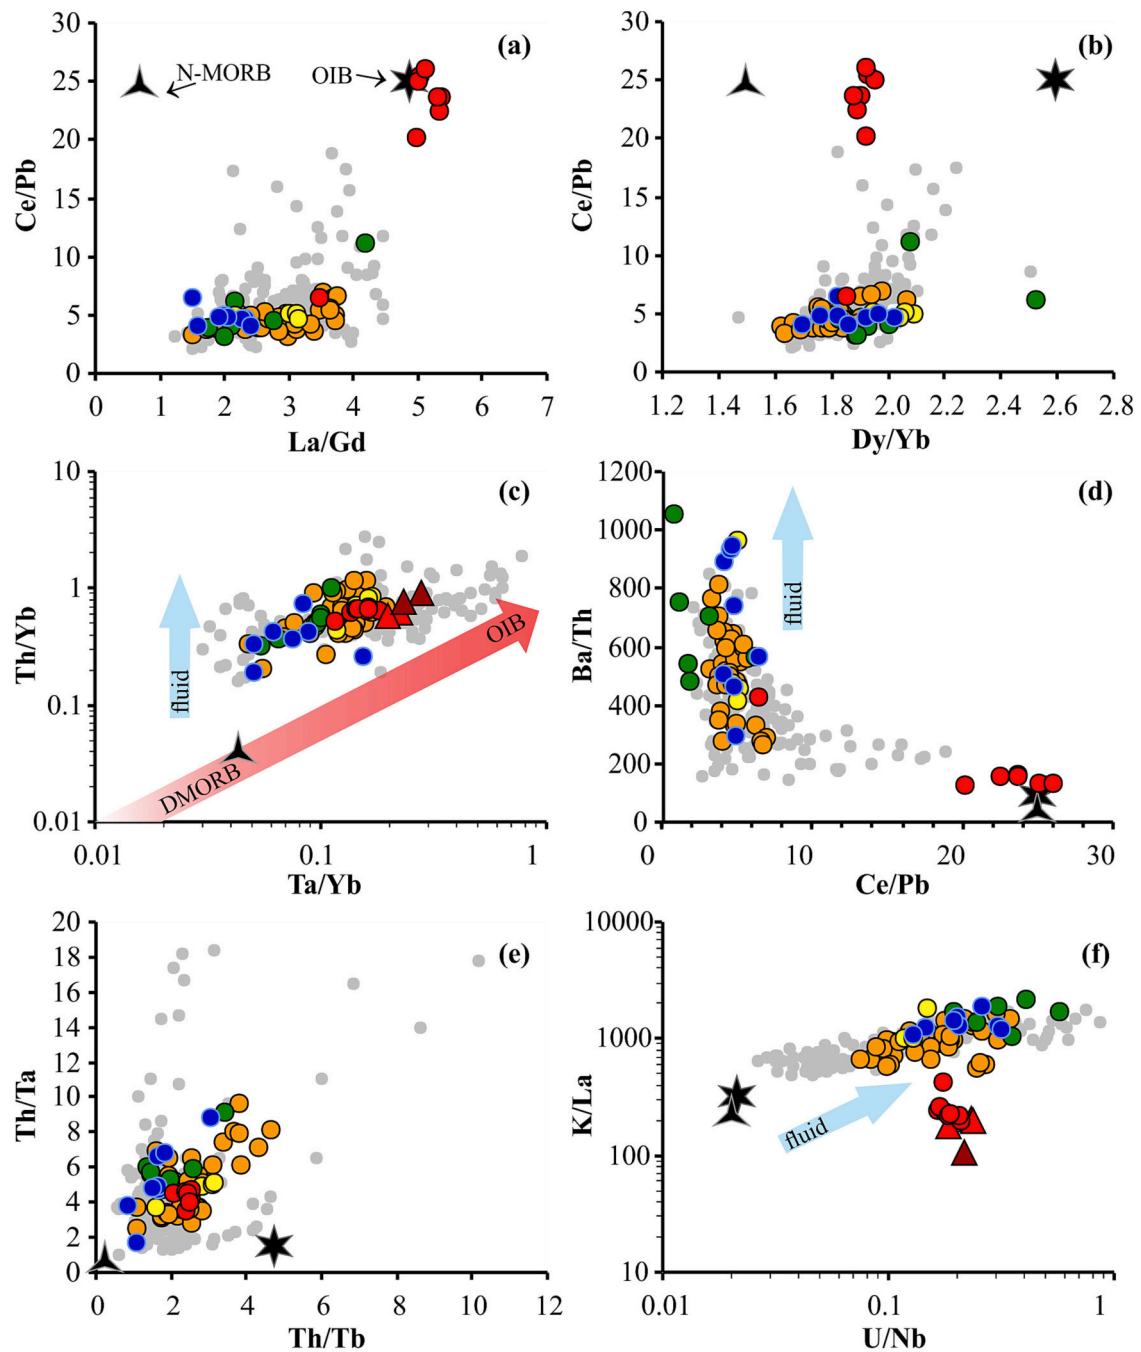 (a)
N-MORB
OIB
Ce/Pb
30
25
20
15
10
5
0
0 1 2 3 4 5 6 7
La/Gd
(b)
Ce/Pb
30
25
20
15
10
5
0
1.2 1.4 1.6 1.8 2.0 2.2 2.4 2.6 2.8
Dy/Yb
(c)
Th/Yb
10
1
0.1
0.01
fluid
DMORB
OIB
0.01 0.1 1
Ta/Yb
(d)
Ba/Th
1200
1000
800
600
400
200
0
fluid
0 10 20 30
Ce/Pb
(e)
Th/Ta
20
18
16
14
12
10
8
6
4
2
0
0 2 4 6 8 10 12
Th/Tb
(f)
K/La
10000
1000
100
10
fluid
0.01 0.1 1
U/Nb